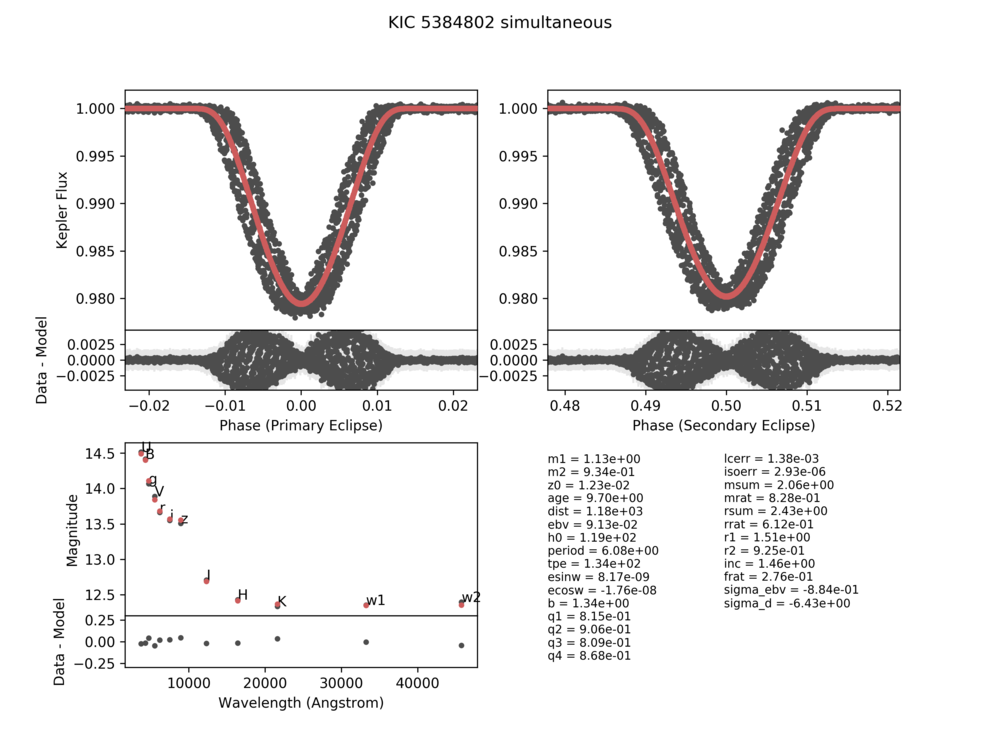 KIC 5384802 simultaneous
1.000
0.995
0.990
0.985
0.980
Kepler Flux
0.0025
0.0000
−0.0025
Data - Model
−0.02
−0.01
0.00
0.01
0.02
Phase (Primary Eclipse)
1.000
0.995
0.990
0.985
0.980
0.0025
0.0000
−0.0025
0.48
0.49
0.50
0.51
0.52
Phase (Secondary Eclipse)
14.5
14.0
13.5
13.0
12.5
Magnitude
U
B
g
V
r
i
z
J
H
K
w1
w2
0.25
0.00
−0.25
Data - Model
10000
20000
30000
40000
Wavelength (Angstrom)
m1 = 1.13e+00
m2 = 9.34e-01
z0 = 1.23e-02
age = 9.70e+00
dist = 1.18e+03
ebv = 9.13e-02
h0 = 1.19e+02
period = 6.08e+00
tpe = 1.34e+02
esinw = 8.17e-09
ecosw = -1.76e-08
b = 1.34e+00
q1 = 8.15e-01
q2 = 9.06e-01
q3 = 8.09e-01
q4 = 8.68e-01
lcerr = 1.38e-03
isoerr = 2.93e-06
msum = 2.06e+00
mrat = 8.28e-01
rsum = 2.43e+00
rrat = 6.12e-01
r1 = 1.51e+00
r2 = 9.25e-01
inc = 1.46e+00
frat = 2.76e-01
sigma_ebv = -8.84e-01
sigma_d = -6.43e+00